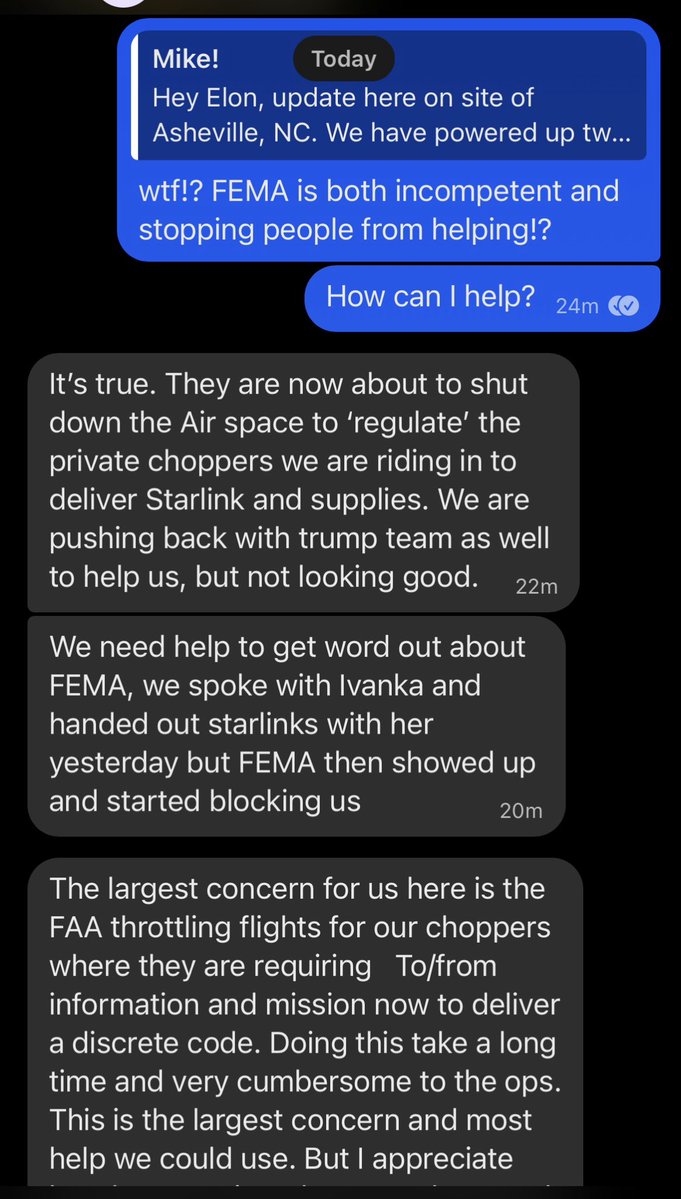 Mike!
Today
Hey Elon, update here on site of
Asheville, NC. We have powered up tw...
wtf!? FEMA is both incompetent and
stopping people from helping!?
How can I help? 24m
It’s true. They are now about to shut
down the Air space to ‘regulate’ the
private choppers we are riding in to
deliver Starlink and supplies. We are
pushing back with trump team as well
to help us, but not looking good. 22m
We need help to get word out about
FEMA, we spoke with Ivanka and
handed out starlinks with her
yesterday but FEMA then showed up
and started blocking us 20m
The largest concern for us here is the
FAA throttling flights for our choppers
where they are requiring To/from
information and mission now to deliver
a discrete code. Doing this take a long
time and very cumbersome to the ops.
This is the largest concern and most
help we could use. But I appreciate